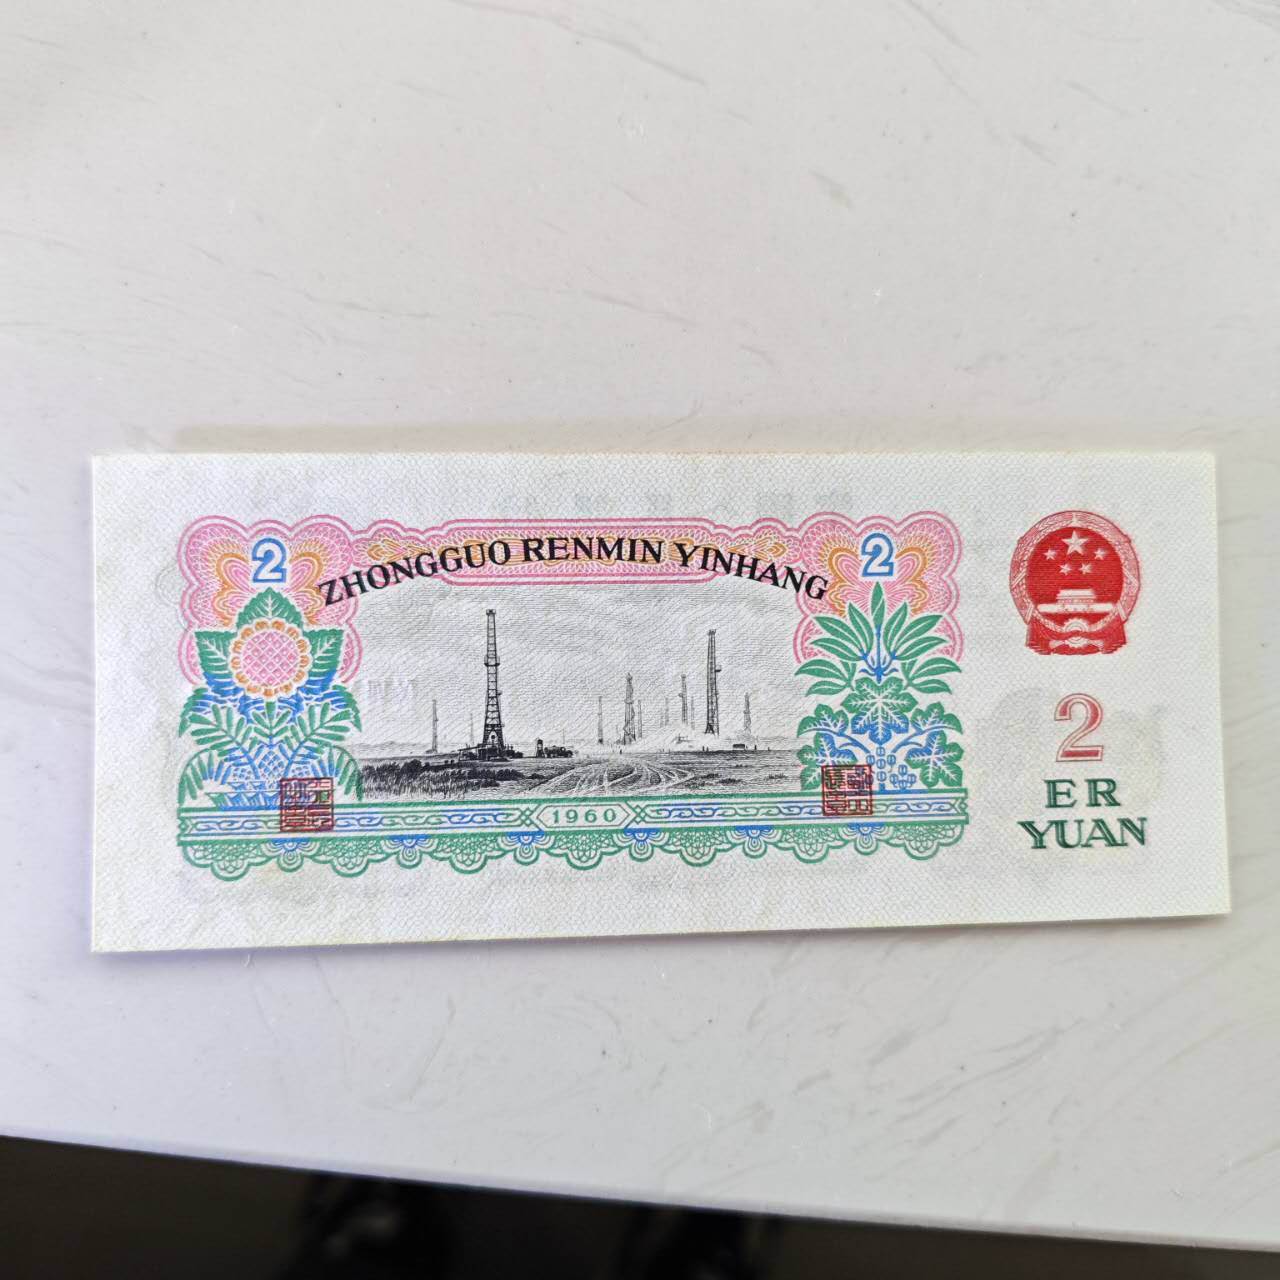 2
2
ZHONGGUO RENMIN YINHANG
2
ER
YUAN
1960